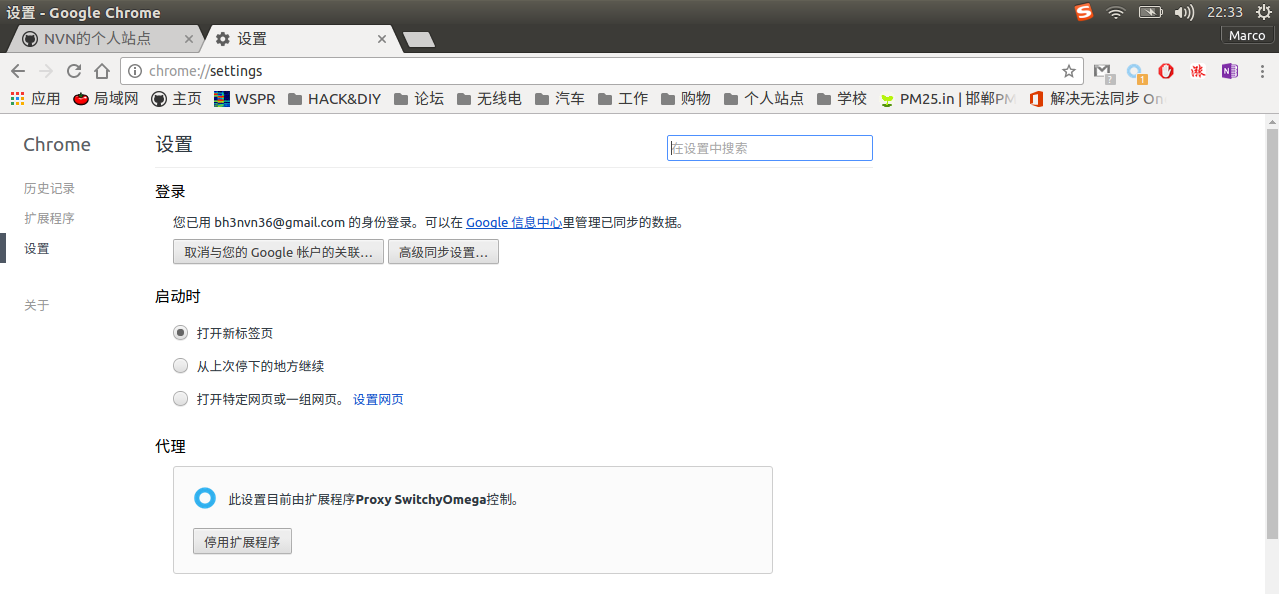 设置 - Google Chrome
22:33
NVN的个人站点
设置
Marco
chrome://settings
应用 局域网 主页 WSPR HACK&DIY 论坛 无线电 汽车 工作 购物 个人站点 学校 PM25.in | 邯郸PM 解决无法同步 On
Chrome
设置
在设置中搜索
历史记录
扩展程序
设置
关于
登录
您已用 bh3nvn36@gmail.com 的身份登录。可以在 Google 信息中心里管理已同步的数据。
取消与您的 Google 帐户的关联...
高级同步设置...
启动时
打开新标签页
从上次停下的地方继续
打开特定网页或一组网页。 设置网页
代理
此设置目前由扩展程序Proxy SwitchyOmega控制。
停用扩展程序